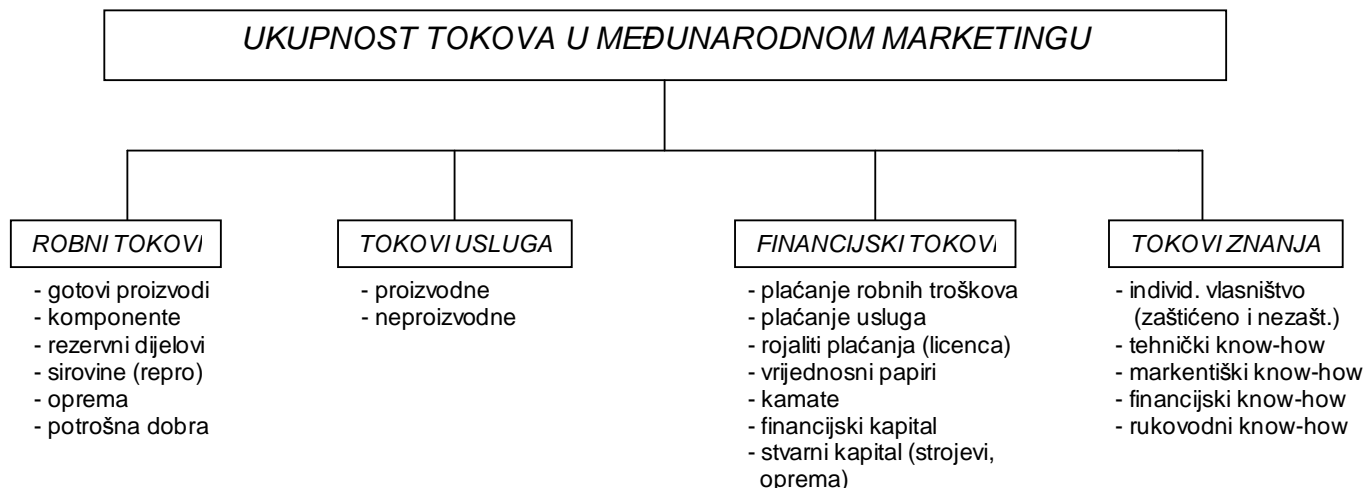 UKUPNOST TOKOVA U MEĐUNARODNOM MARKETINGU
ROBNI TOKOVI
- gotovi proizvodi
- komponente
- rezervni dijelovi
- sirovine (repro)
- oprema
- potrošna dobra
TOKOVI USLUGA
- proizvodne
- neproizvodne
FINANCIJSKI TOKOVI
- plaćanje robnih troškova
- plaćanje usluga
- rojaliti plaćanja (licenca)
- vrijednosni papiri
- kamate
- financijski kapital
- stvarni kapital (strojevi,
oprema)
TOKOVI ZNANJA
- individ. vlasništvo
(zaštićeno i nezašt.)
- tehnički know-how
- markentiški know-how
- financijski know-how
- rukovodni know-how